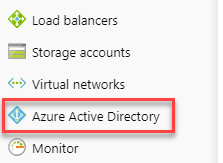 Load balancers
Storage accounts
Virtual networks
Azure Active Directory
Monitor